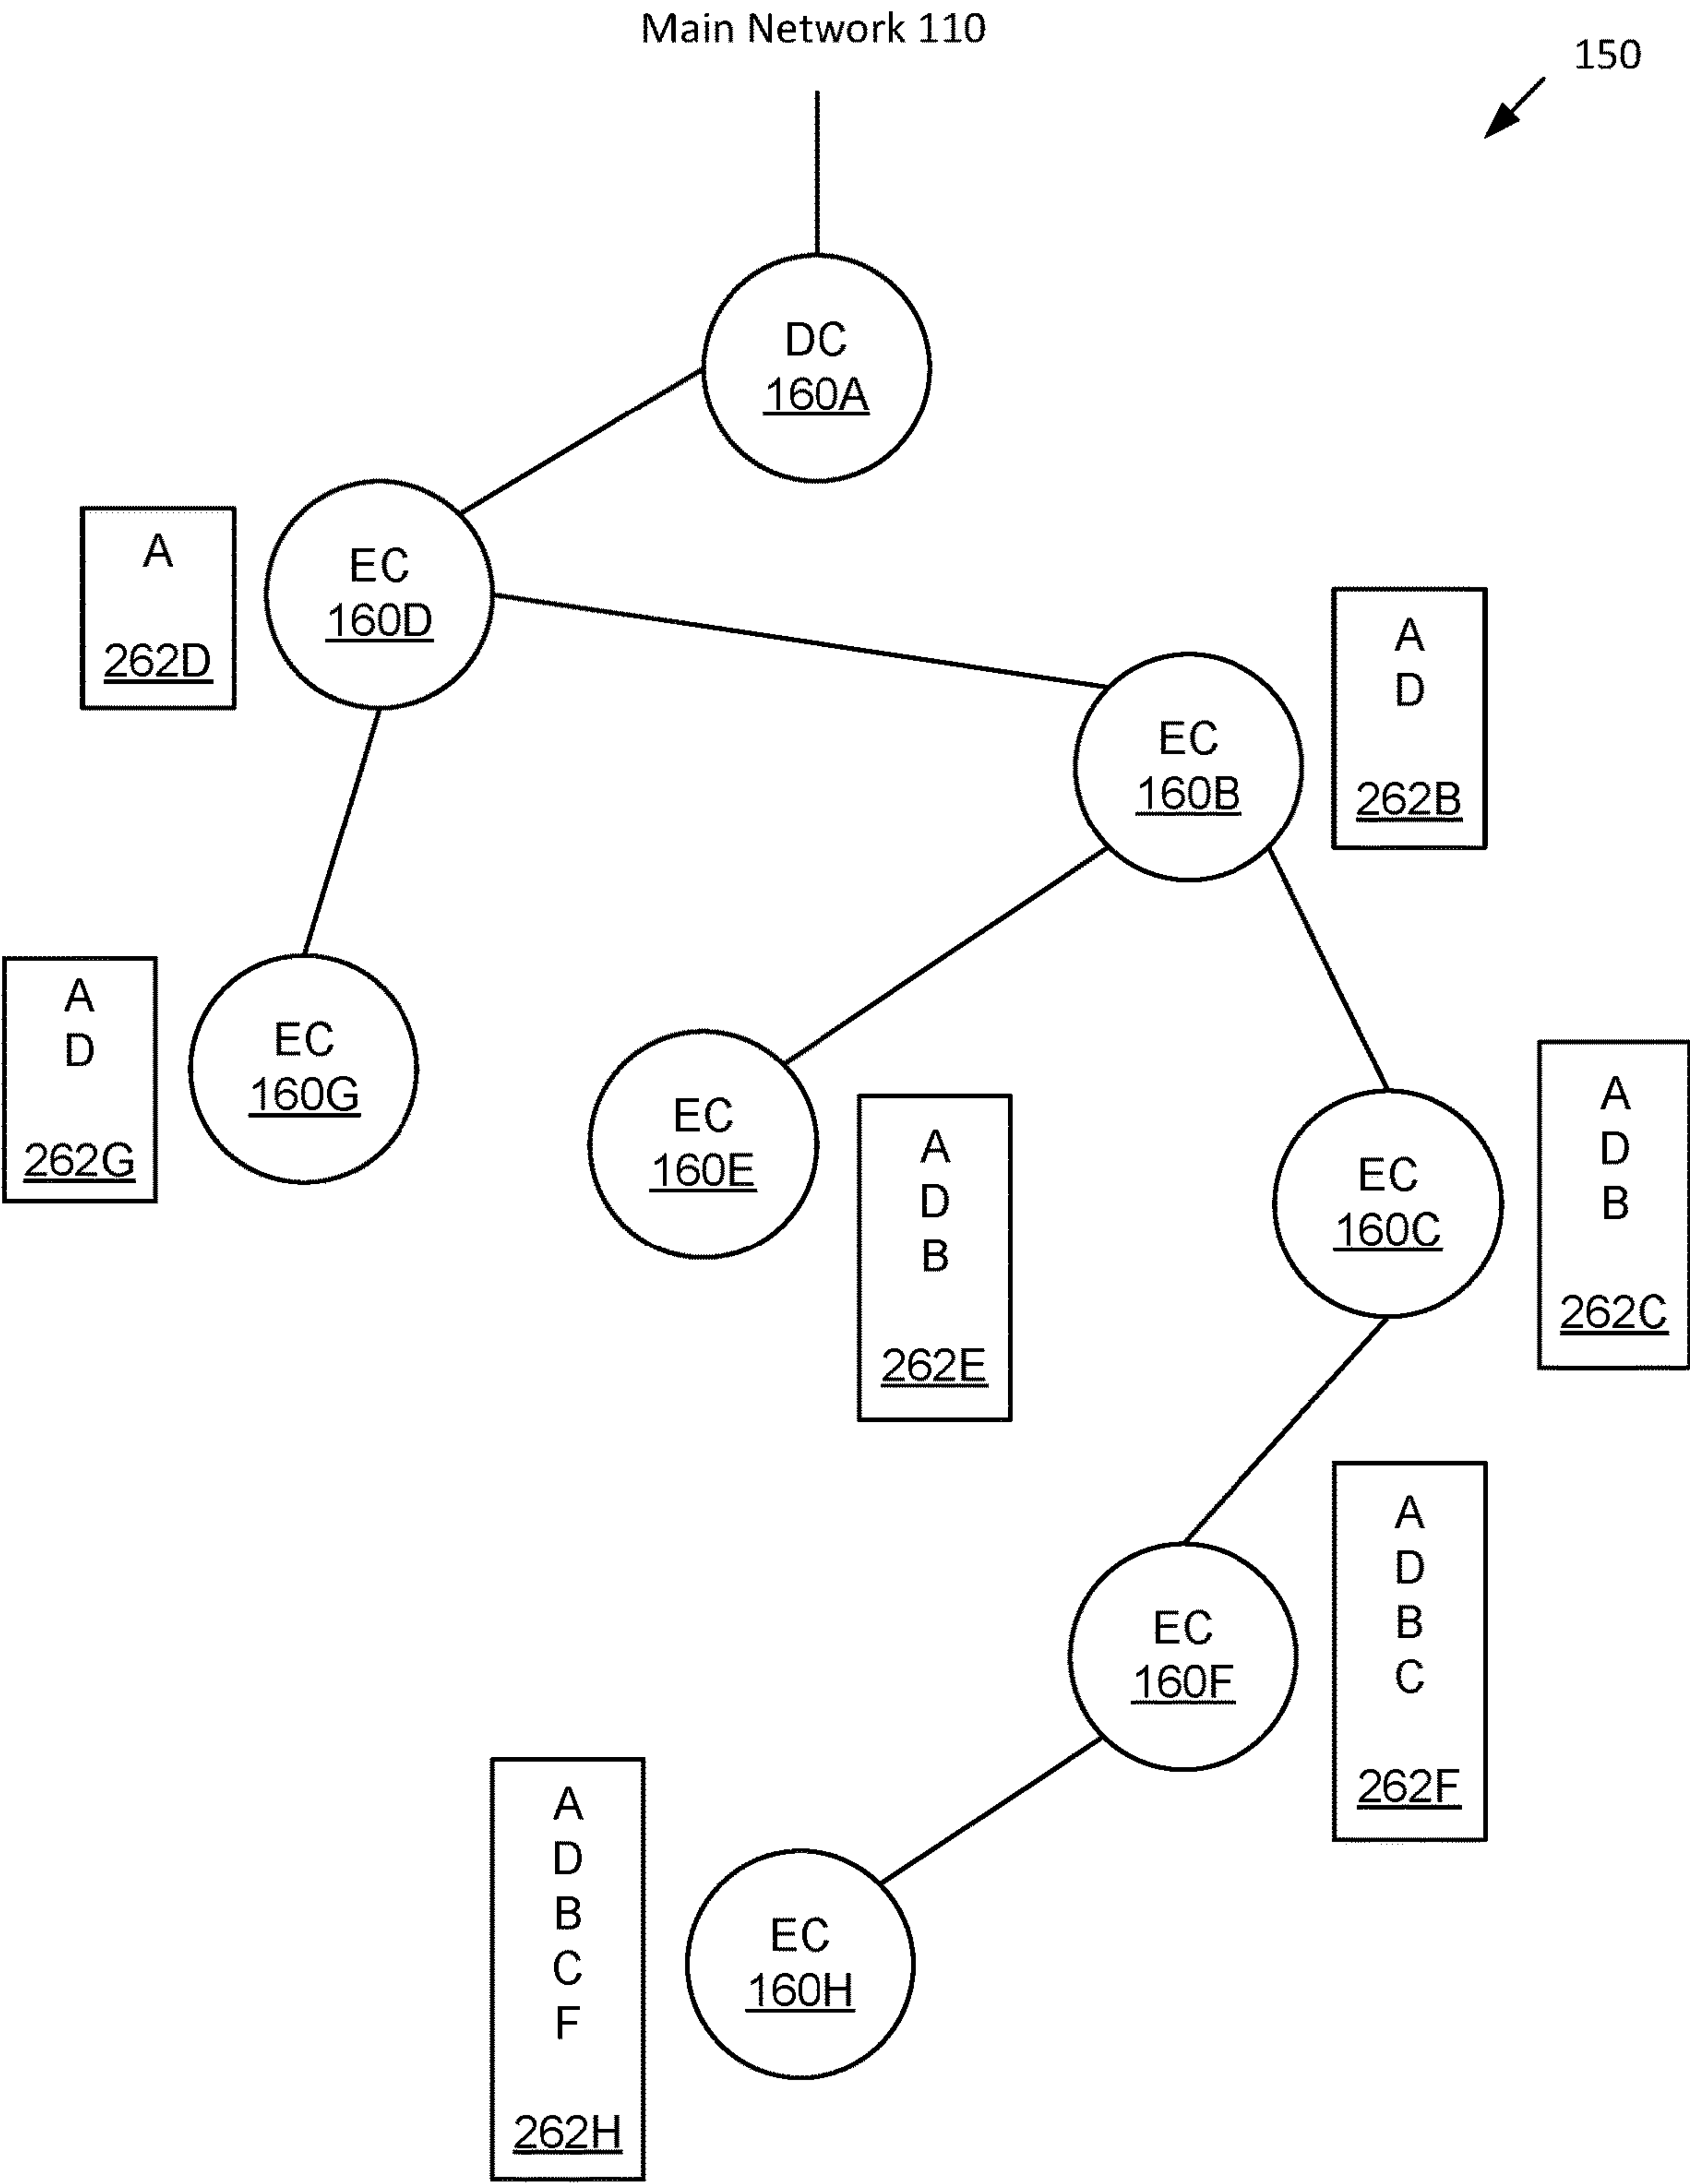 Main Network 110
150
DC
160A
A
262D
EC
160D
A
D
262B
EC
160B
A
D
262G
EC
160G
EC
160E
A
D
B
262E
EC
160C
A
D
B
262C
EC
160F
A
D
B
C
262F
A
D
B
C
F
262H
EC
160H